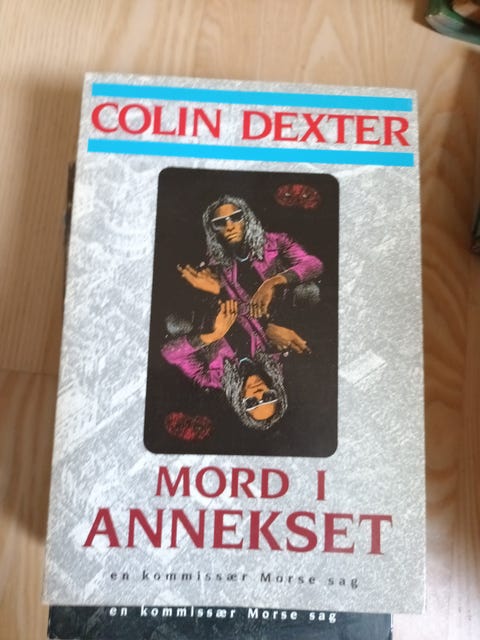 COLIN DEXTER
MORD I
ANNEKSET
en kommissær Morse sag
en kommissær Morse sag